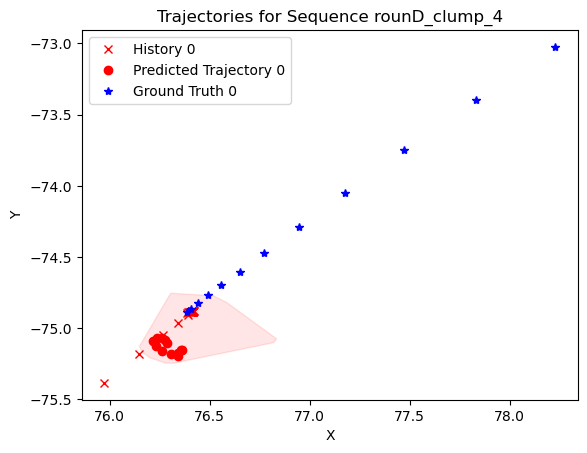 Trajectories for Sequence rounD_clump_4
History 0
Predicted Trajectory 0
Ground Truth 0
Y
−73.0
−73.5
−74.0
−74.5
−75.0
−75.5
76.0 76.5 77.0 77.5 78.0
X